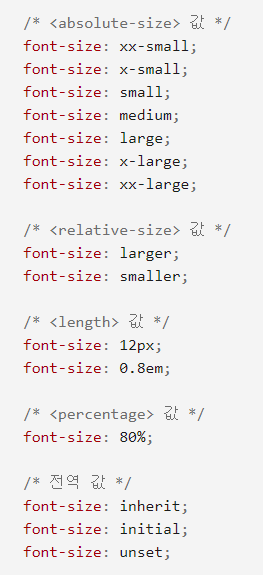 /* <absolute-size> 값 */
font-size: xx-small;
font-size: x-small;
font-size: small;
font-size: medium;
font-size: large;
font-size: x-large;
font-size: xx-large;
/* <relative-size> 값 */
font-size: larger;
font-size: smaller;
/* <length> 값 */
font-size: 12px;
font-size: 0.8em;
/* <percentage> 값 */
font-size: 80%;
/* 전역 값 */
font-size: inherit;
font-size: initial;
font-size: unset;